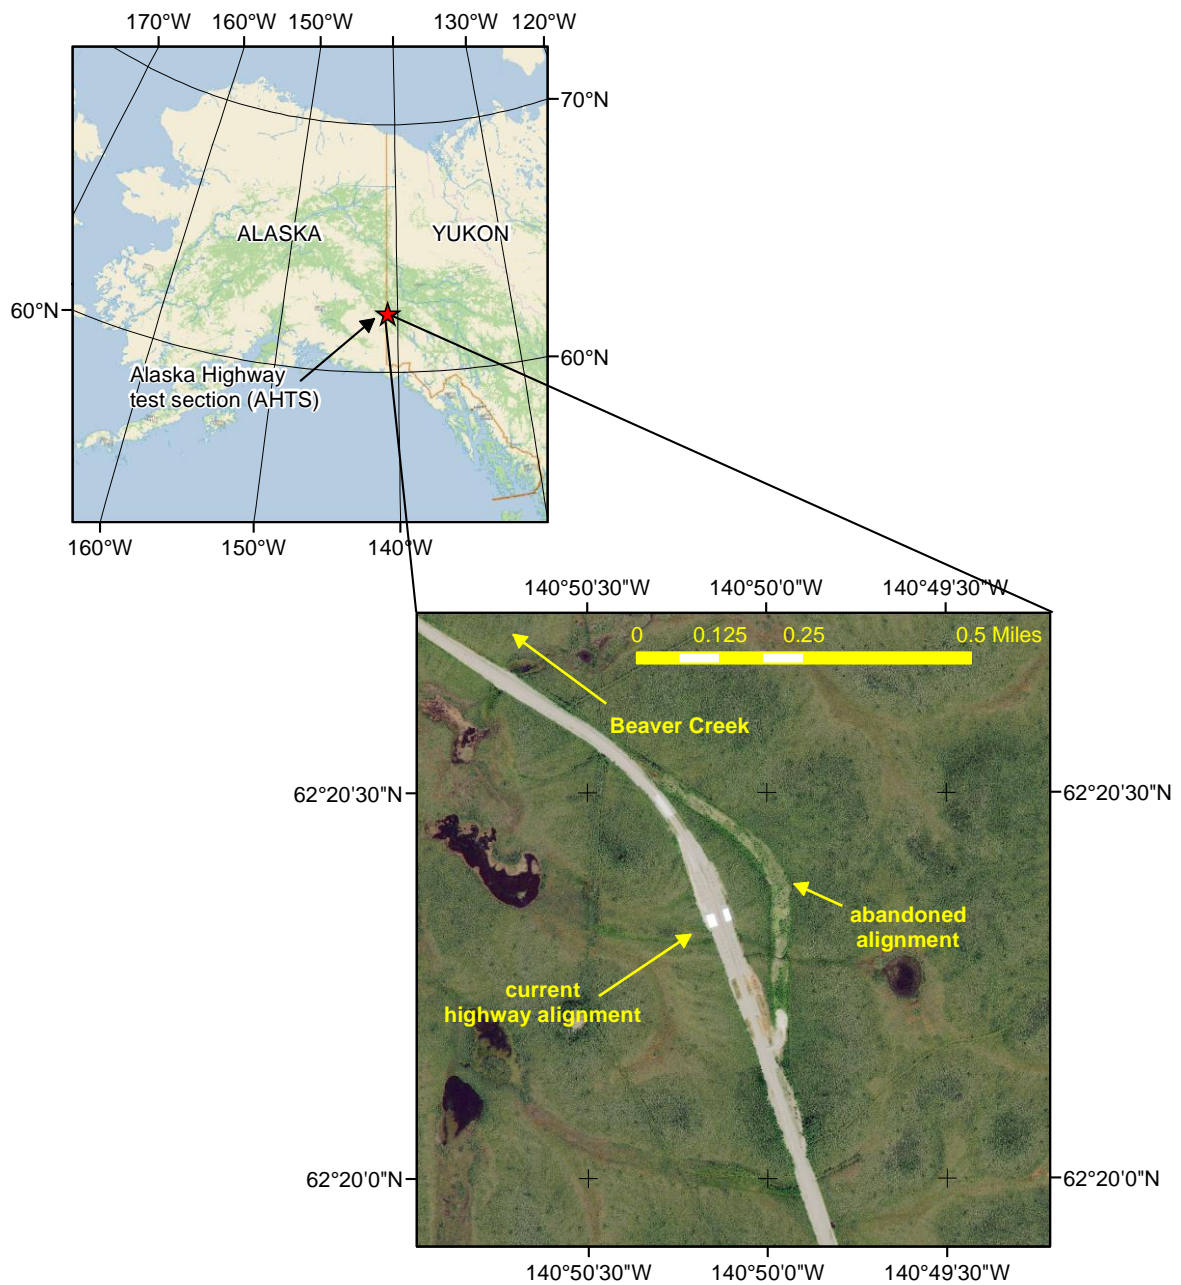 170°W 160°W 150°W 130°W 120°W
70°N
ALASKA YUKON
60°N
60°N
Alaska Highway
test section (AHTS)
160°W 150°W 140°W
140°50'30"W 140°50'0"W 140°49'30"W
0 0.125 0.25 0.5 Miles
Beaver Creek
62°20'30"N 62°20'30"N
abandoned
alignment
current
highway alignment
62°20'0"N 62°20'0"N
140°50'30"W 140°50'0"W 140°49'30"W